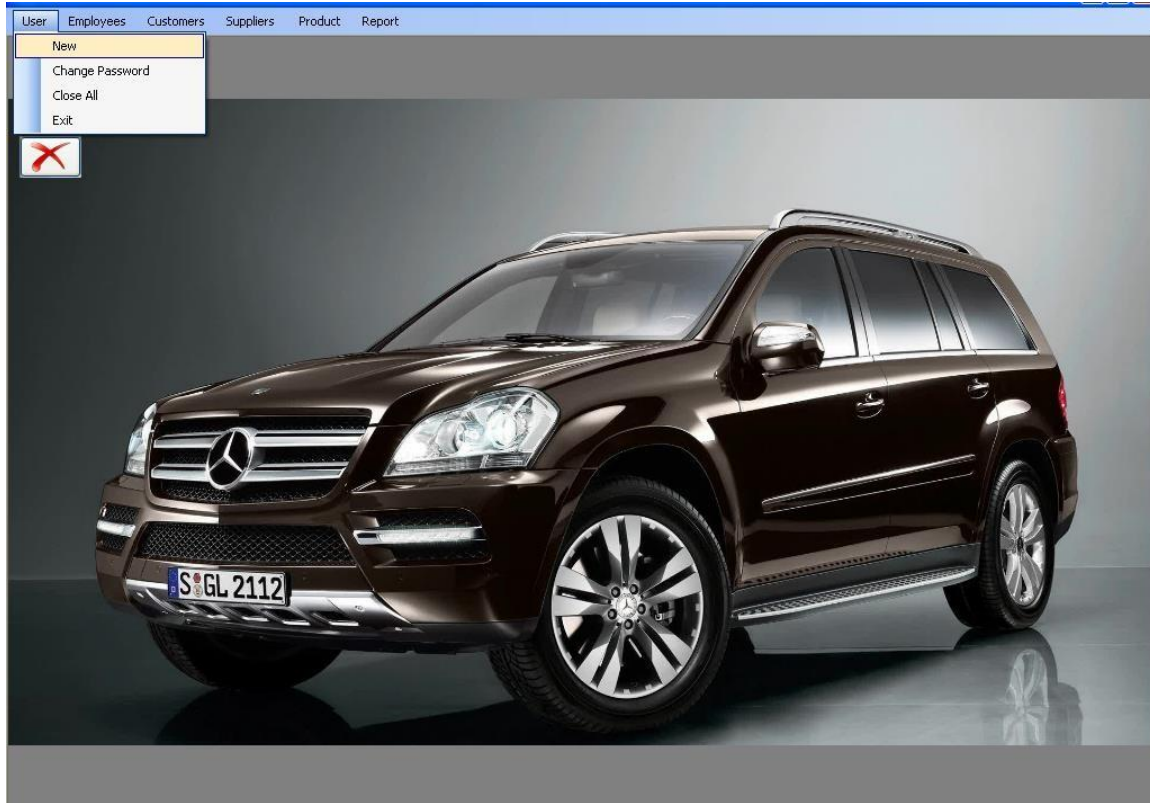 User Employees Customers Suppliers Product Report
New
Change Password
Close All
Exit
S GL 2112